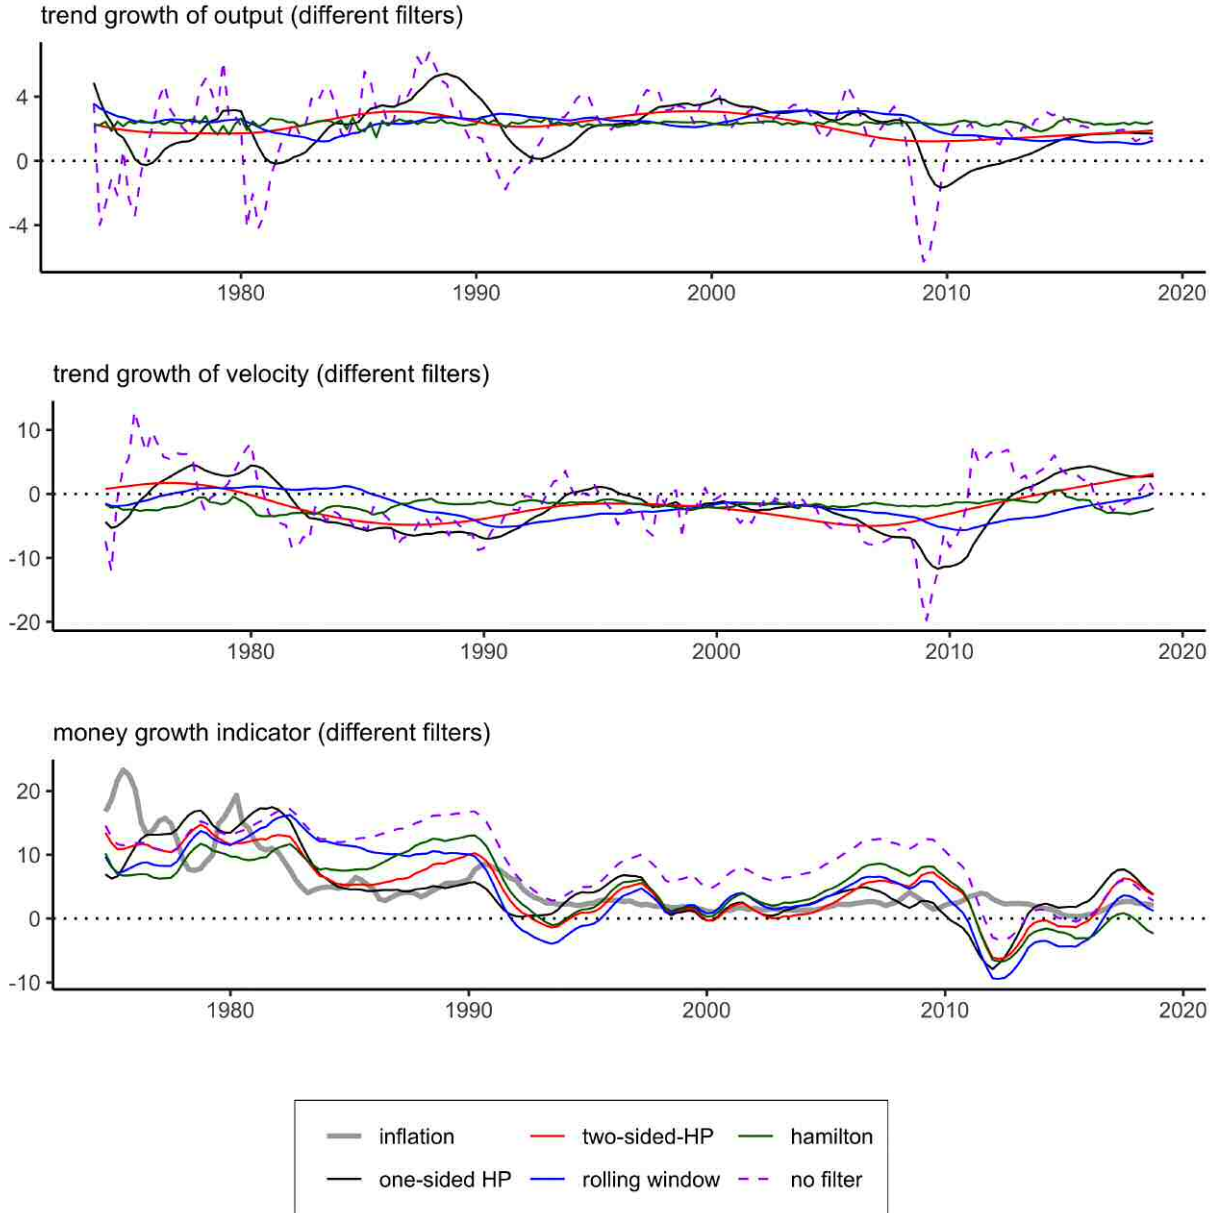 trend growth of output (different filters)
4
0
-4
1980 1990 2000 2010 2020
trend growth of velocity (different filters)
10
0
-10
-20
1980 1990 2000 2010 2020
money growth indicator (different filters)
20
10
0
-10
1980 1990 2000 2010 2020
inflation two-sided-HP hamilton
one-sided HP rolling window no filter